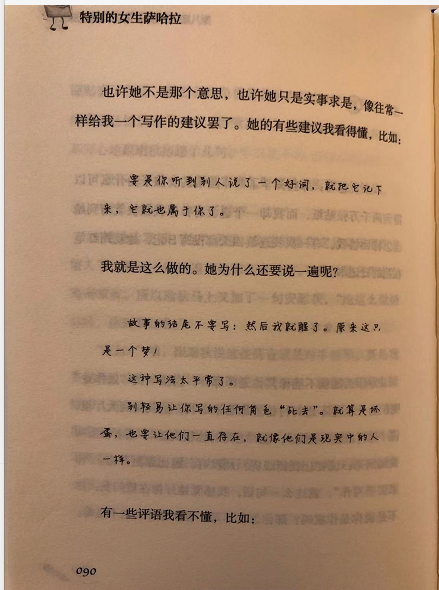 特别的女生萨哈拉
也许她不是那个意思，也许她只是实事求是，像往常一
样给我一个写作的建议罢了。她的有些建议我看得懂，比如：
要是你听到别人说了一个好词，就把它记下
来，它就也属于你了。
我就是这么做的。她为什么还要说一遍呢？
故事的结尾不要写：然后我就醒了。原来这只
是一个梦！
这种写法太平常了。
别轻易让你写的任何角色“死去”。就算是坏
蛋，也要让他们一直存在，就像他们是现实中的人
一样。
有一些评语我看不懂，比如：
090